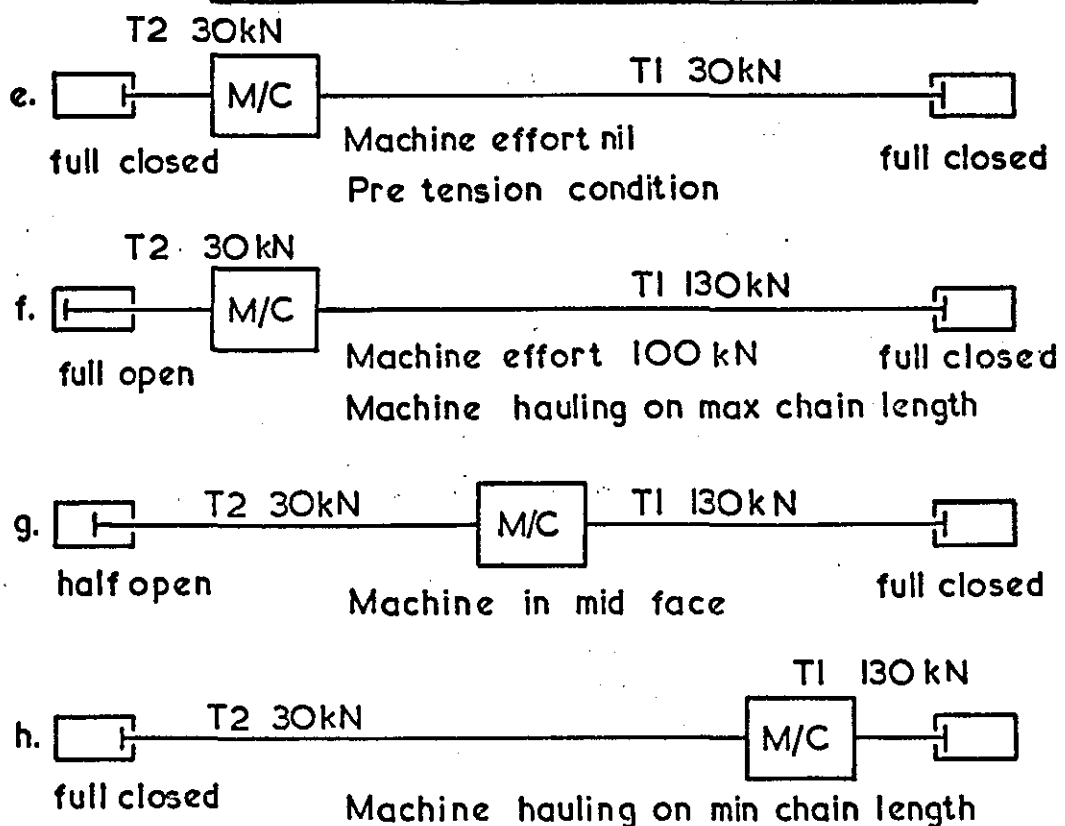 T2 30kN
T1 30kN
e.
M/C
full closed
Machine effort nil
full closed
Pre tension condition
T2 30kN
T1 130kN
f.
M/C
full open
Machine effort 100 kN
full closed
Machine hauling on max chain length
T2 30kN
T1 130kN
g.
M/C
half open
Machine in mid face
full closed
T1 130 kN
T2 30kN
h.
M/C
full closed
Machine hauling on min chain length